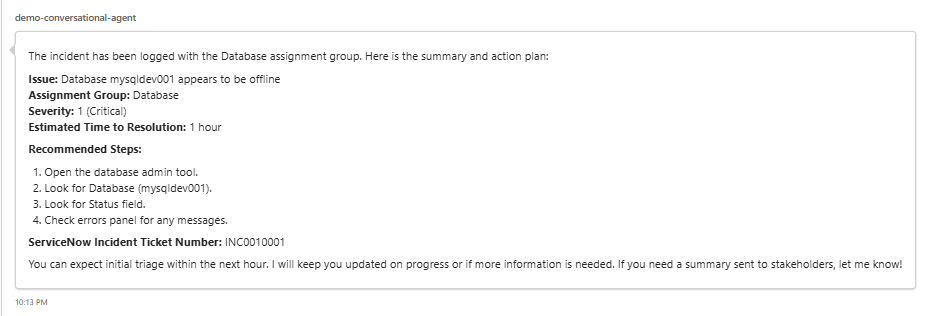 demo-conversational-agent
The incident has been logged with the Database assignment group. Here is the summary and action plan:
Issue: Database mysqldev001 appears to be offline
Assignment Group: Database
Severity: 1 (Critical)
Estimated Time to Resolution: 1 hour
Recommended Steps:
1. Open the database admin tool.
2. Look for Database (mysqldev001).
3. Look for Status field.
4. Check errors panel for any messages.
ServiceNow Incident Ticket Number: INC0010001
You can expect initial triage within the next hour. I will keep you updated on progress or if more information is needed. If you need a summary sent to stakeholders, let me know!
10:13 PM